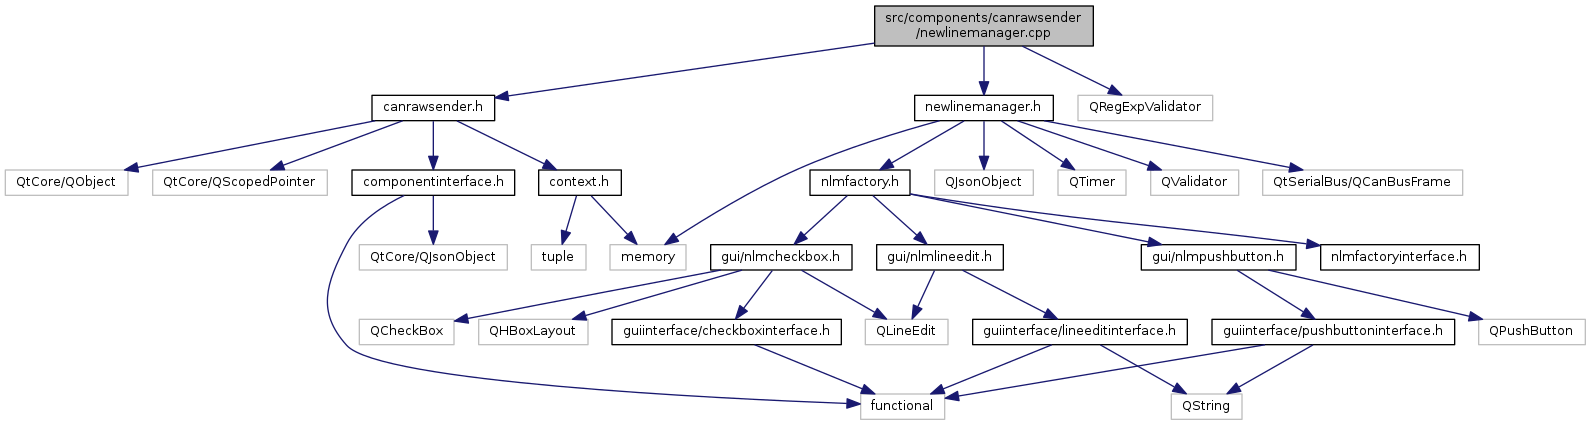 src/components/canrawsender
/newlinemanager.cpp
canrawsender.h
newlinemanager.h
QRegExpValidator
QtCore/QObject
QtCore/QScopedPointer
componentinterface.h
context.h
nlmfactory.h
QJsonObject
QTimer
QValidator
QtSerialBus/QCanBusFrame
QtCore/QJsonObject
tuple
memory
gui/nlmcheckbox.h
gui/nlmlineedit.h
gui/nlmpushbutton.h
nlmfactoryinterface.h
QCheckBox
QHBoxLayout
guiinterface/checkboxinterface.h
QLineEdit
guiinterface/lineeditinterface.h
guiinterface/pushbuttoninterface.h
QPushButton
functional
QString